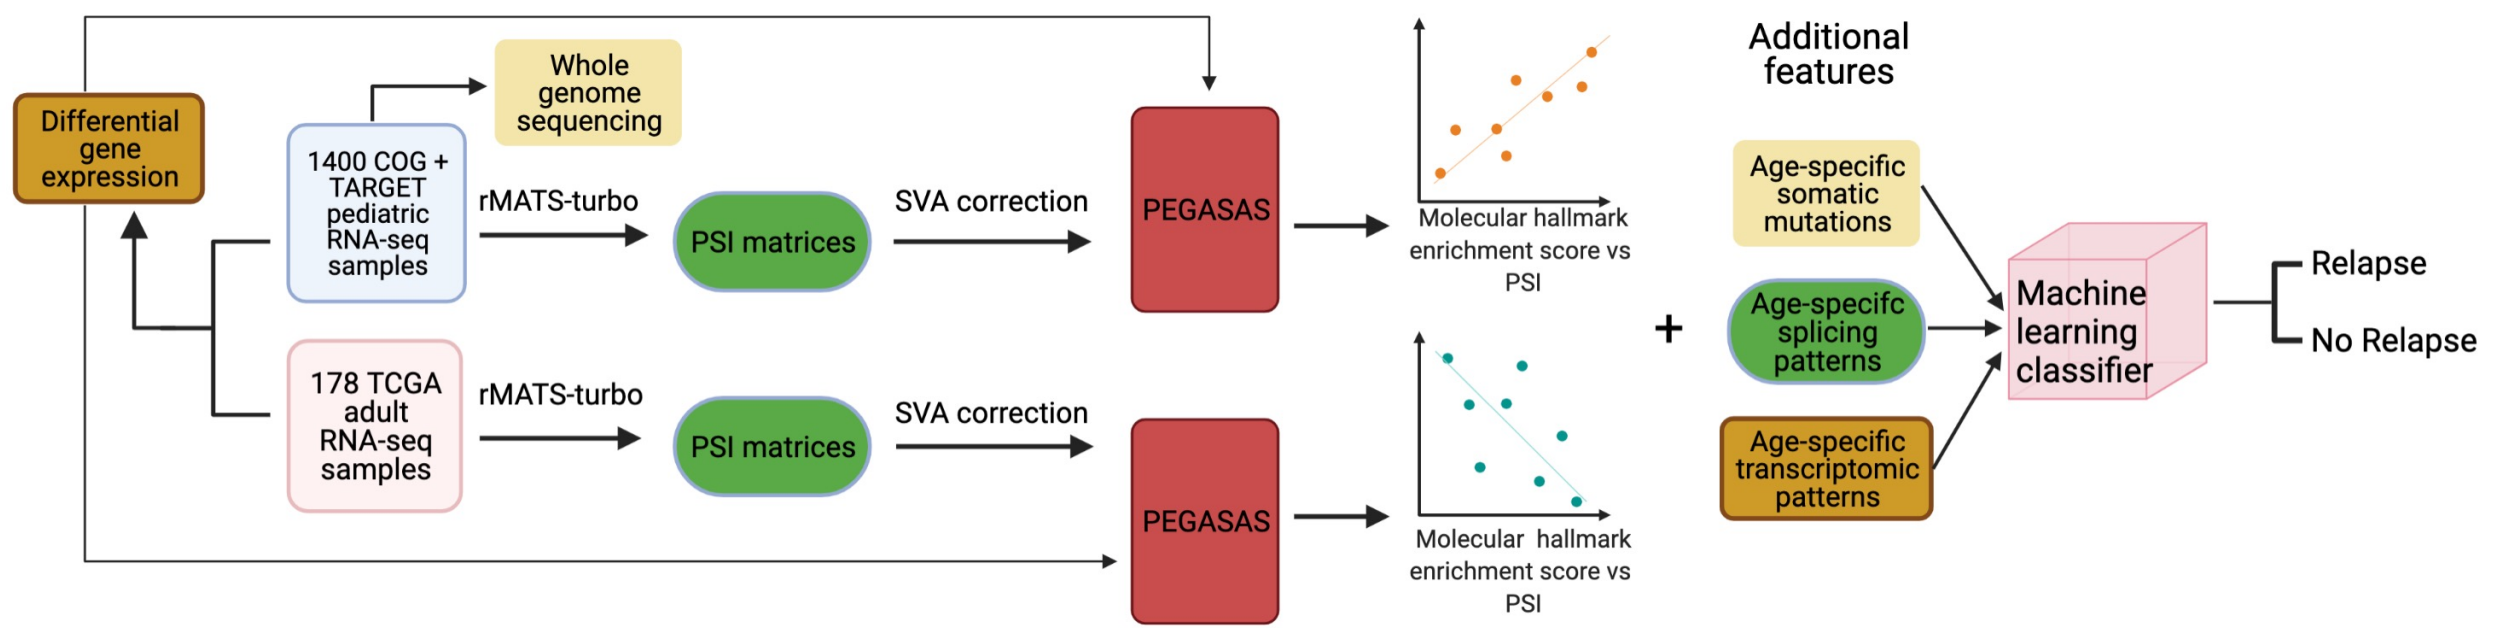 Differential
gene
expression
Whole
genome
sequencing
1400 COG +
TARGET
pediatric
RNA-seq
samples
rMATS-turbo
PSI matrices
SVA correction
PEGASAS
Molecular hallmark
enrichment score vs
PSI
178 TCGA
adult
RNA-seq
samples
rMATS-turbo
PSI matrices
SVA correction
PEGASAS
Molecular hallmark
enrichment score vs
PSI
+
Additional
features
Age-specific
somatic
mutations
Age-specifc
splicing
patterns
Age-specific
transcriptomic
patterns
Machine
learning
classifier
Relapse
No Relapse